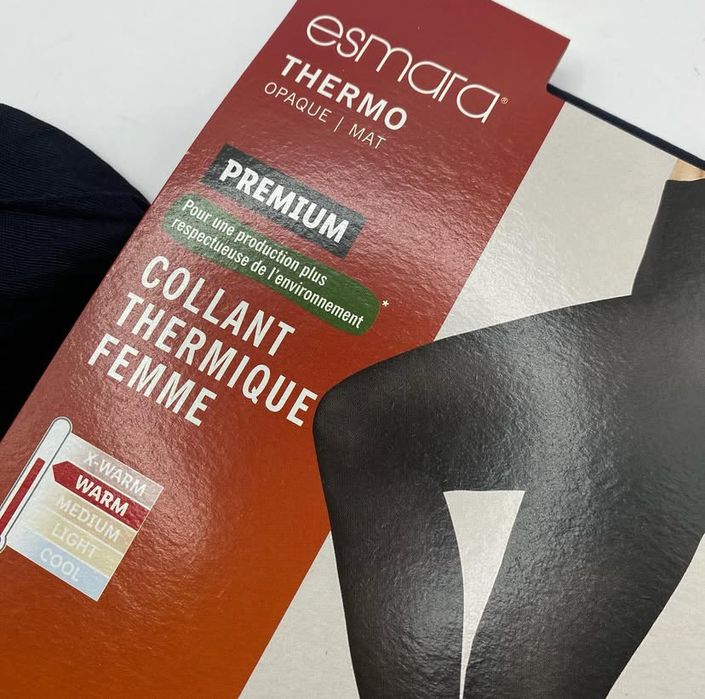 esmara®
THERMO
OPAQUE | MAT
PREMIUM
Pour une production plus
respectueuse de l'environnement*
COLLANT
THERMIQUE
FEMME
X-WARM
WARM
MEDIUM
LIGHT
COOL